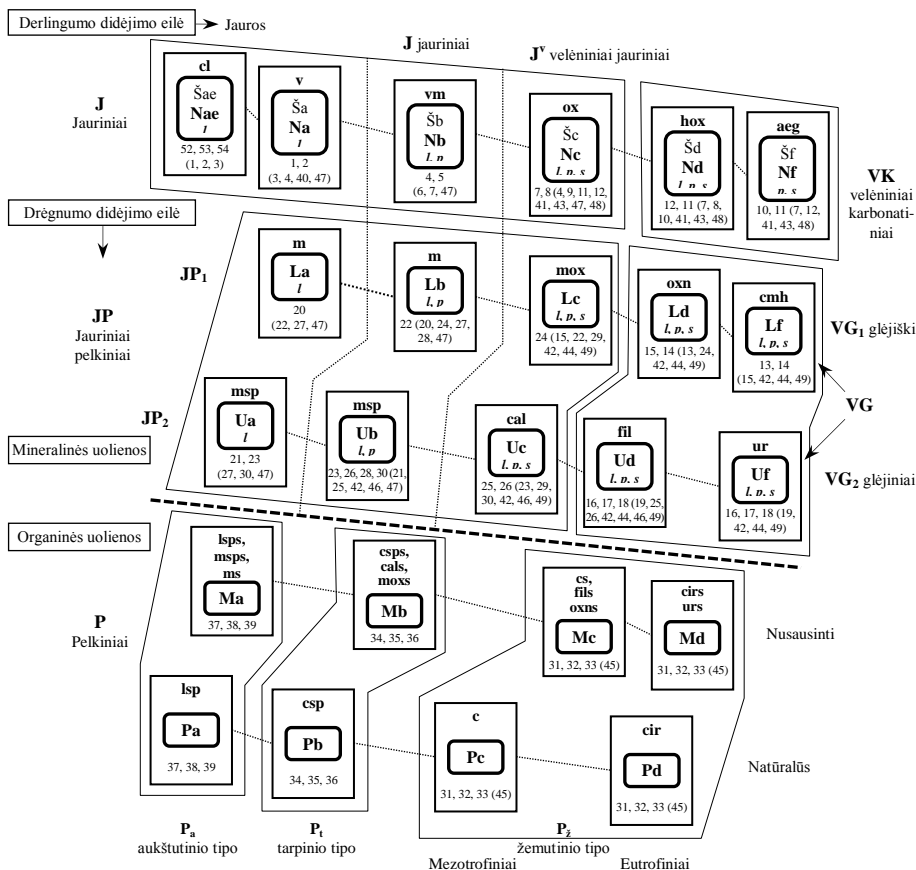 Derlingumo didėjimo eilė
Jauros
J jauriniai
Jᵛ velėniniai jauriniai
J
Jauriniai
cl
Šae
Nae
l
52, 53, 54
(1, 2, 3)
v
Ša
Na
l
1, 2
(3, 4, 40, 47)
vm
Šb
Nb
l, p
4, 5
(6, 7, 47)
ox
Šc
Nc
l, p, s
7, 8 (4, 9, 11, 12,
41, 43, 47, 48)
hox
Šd
Nd
l, p, s
12, 11 (7, 8,
10, 41, 43, 48)
aeg
Šf
Nf
p, s
10, 11 (7, 12,
41, 43, 48)
VK
velėniniai
karbonati-
niai
Drėgnumo didėjimo eilė
JP
Jauriniai
pelkiniai
JP₁
m
La
l
20
(22, 27, 47)
m
Lb
l, p
22 (20, 24, 27,
28, 47)
mox
Lc
l, p, s
24 (15, 22, 29,
42, 44, 49)
oxn
Ld
l, p, s
15, 14 (13, 24,
42, 44, 49)
cmh
Lf
l, p, s
13, 14
(15, 42, 44, 49)
VG₁ glėjiški
VG
JP₂
msp
Ua
l
21, 23
(27, 30, 47)
msp
Ub
l, p
23, 26, 28, 30 (21,
25, 42, 46, 47)
cal
Uc
l, p, s
25, 26 (23, 29,
30, 42, 46, 49)
fil
Ud
l, p, s
16, 17, 18 (19, 25,
26, 42, 44, 46, 49)
ur
Uf
l, p, s
16, 17, 18 (19,
42, 44, 49)
VG₂ glėjiniai
Mineralinės uolienos
Organinės uolienos
P
Pelkiniai
lsps,
msps,
ms
Ma
37, 38, 39
csps,
cals,
moxs
Mb
34, 35, 36
cs,
fils
oxns
Mc
31, 32, 33 (45)
cirs
urs
Md
31, 32, 33 (45)
Nusausinti
lsp
Pa
37, 38, 39
csp
Pb
34, 35, 36
c
Pc
31, 32, 33 (45)
cir
Pd
31, 32, 33 (45)
Natūralūs
Pₐ
aukštutinio tipo
Pₜ
tarpinio tipo
P_ž
žemutinio tipo
Mezotrofiniai
Eutrofiniai